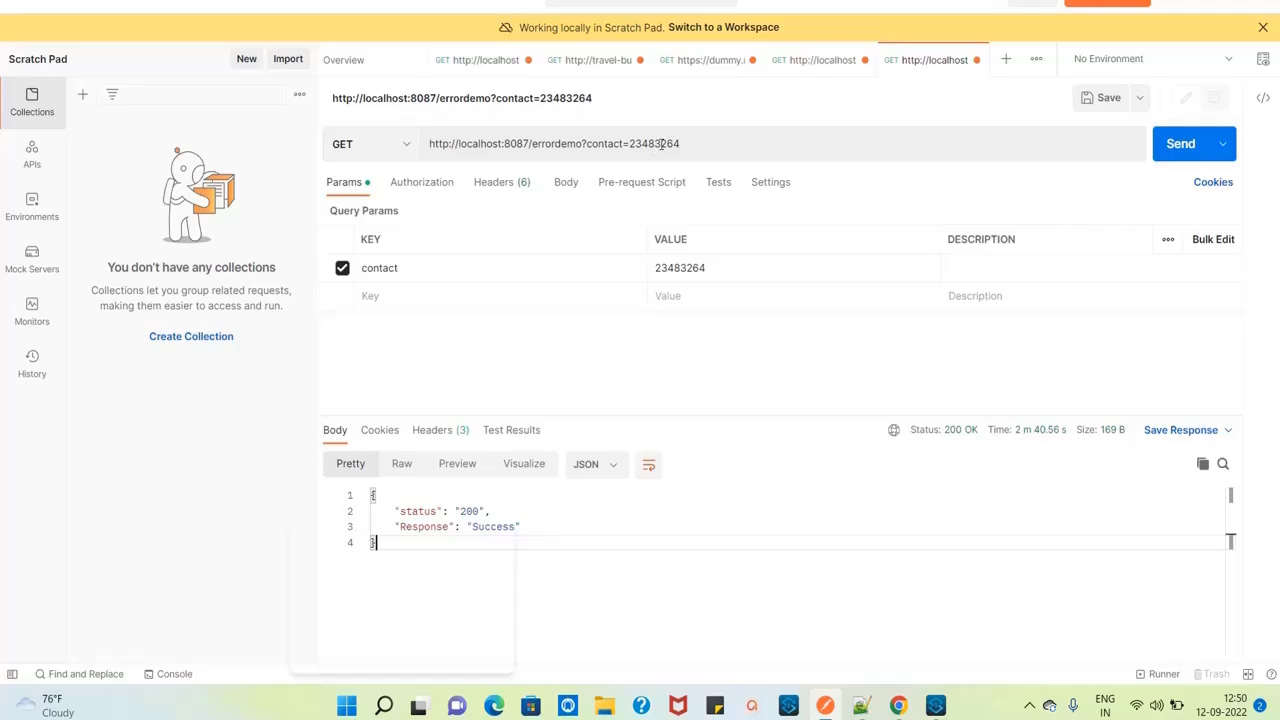 Working locally in Scratch Pad. Switch to a Workspace
Scratch Pad
New
Import
Overview
GET http://localhost
GET http://travel-bu
GET https://dummy.
GET http://localhost
GET http://localhost
No Environment
Collections
APIs
Environments
Mock Servers
Monitors
History
You don't have any collections
Collections let you group related requests,
making them easier to access and run.
Create Collection
http://localhost:8087/errordemo?contact=23483264
Save
GET
http://localhost:8087/errordemo?contact=23483264
Send
Params
Authorization
Headers (6)
Body
Pre-request Script
Tests
Settings
Cookies
Query Params
KEY
VALUE
DESCRIPTION
Bulk Edit
contact
23483264
Key
Value
Description
Body
Cookies
Headers (3)
Test Results
Status: 200 OK
Time: 2 m 40.56 s
Size: 169 B
Save Response
Pretty
Raw
Preview
Visualize
JSON
1 {
2 "status": "200",
3 "Response": "Success"
4 }
Find and Replace
Console
Runner
Trash
76°F
Cloudy
ENG
IN
12:50
12-09-2022
2